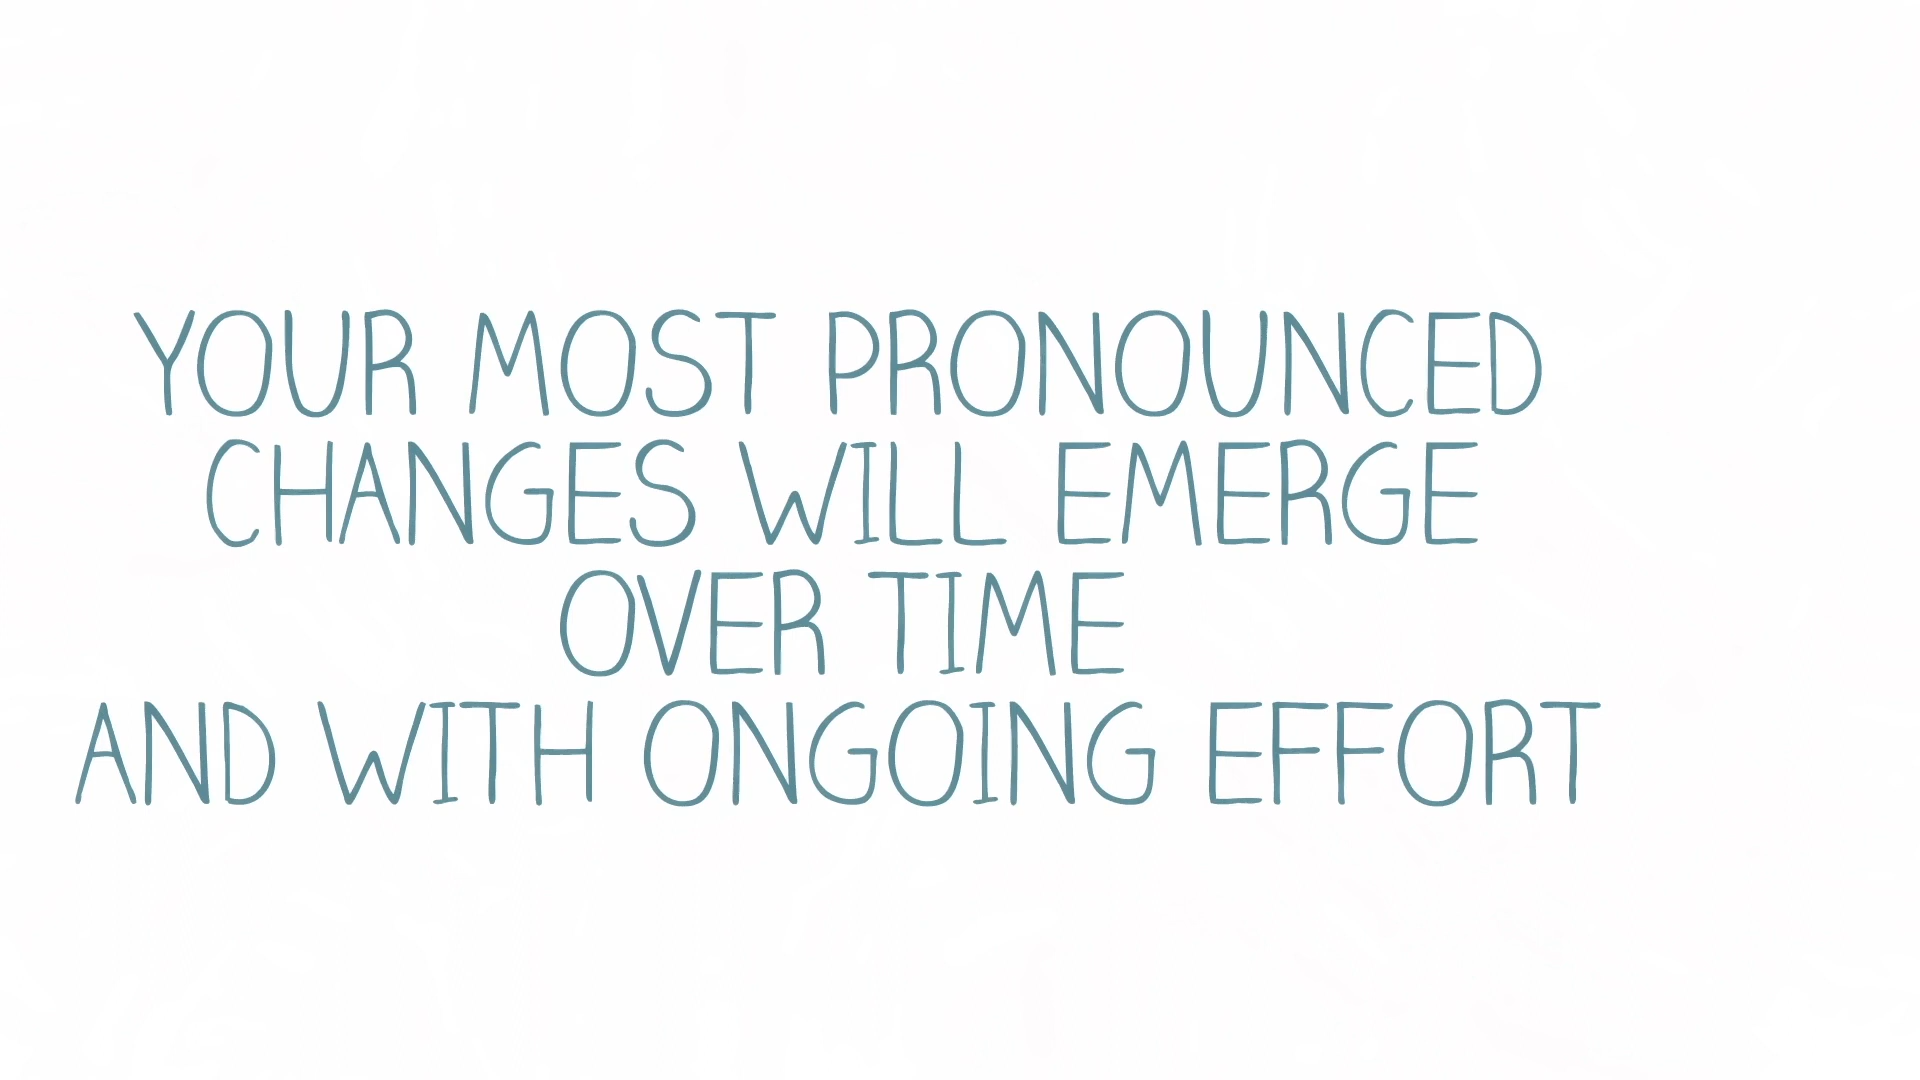 YOUR MOST PRONOUNCED
CHANGES WILL EMERGE
OVER TIME
AND WITH ONGOING EFFORT